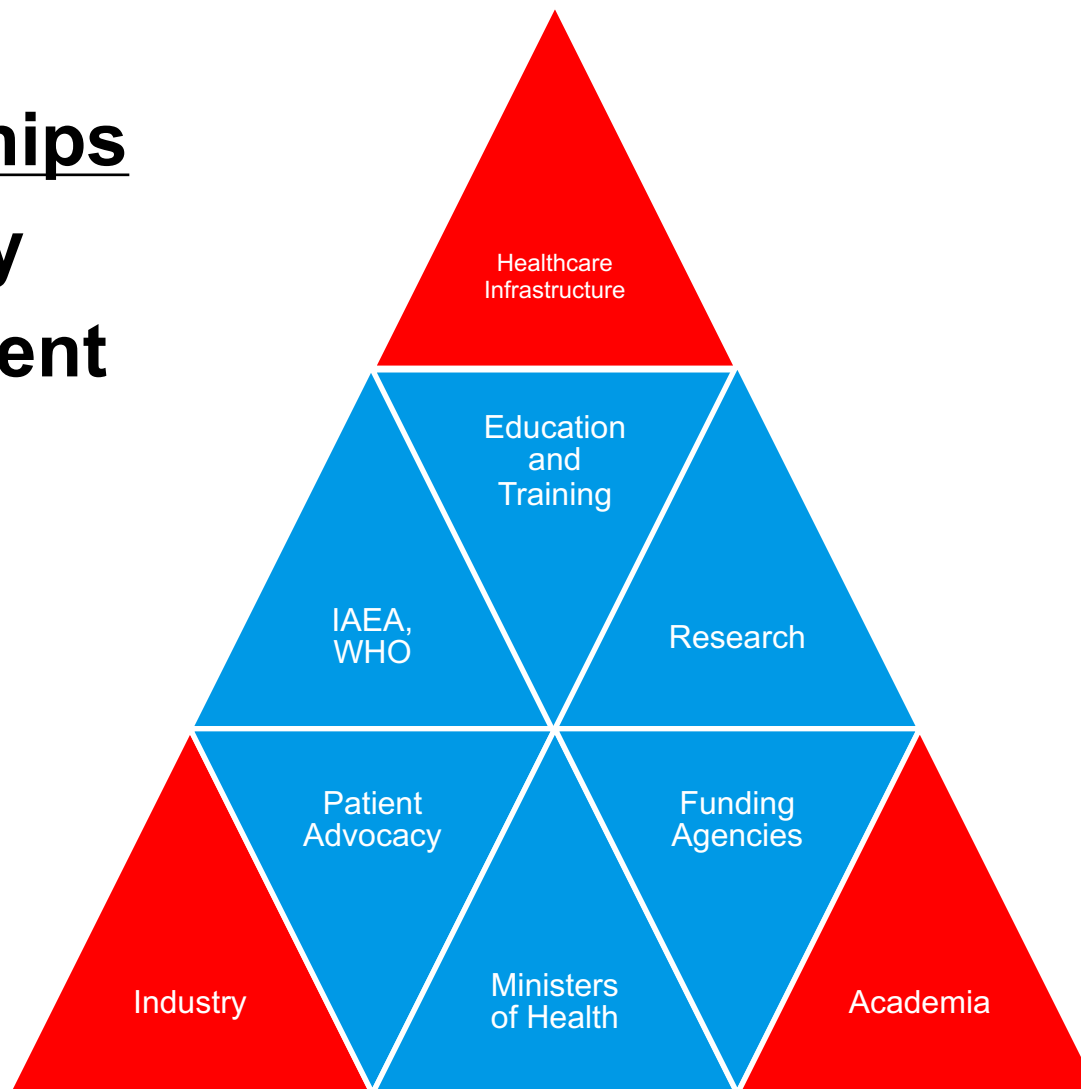 hips
y
ent
Healthcare
Infrastructure
Education
and
Training
IAEA,
WHO
Research
Patient
Advocacy
Funding
Agencies
Industry
Ministers
of Health
Academia